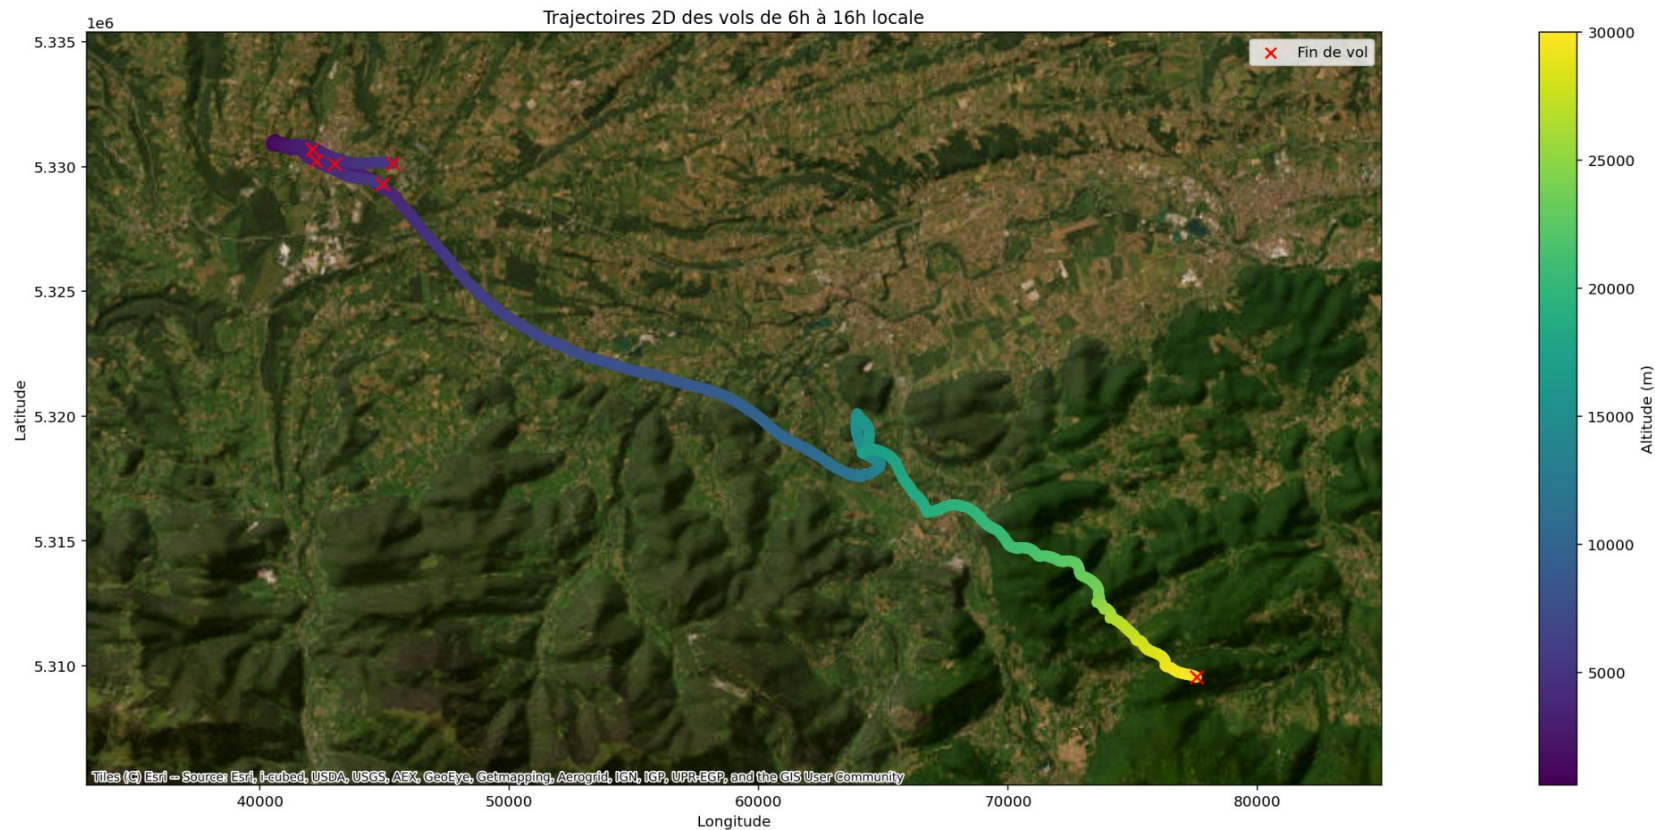 Trajectoires 2D des vols de 6h à 16h locale
1e6
5.335
5.330
5.325
5.320
5.315
5.310
Latitude
Fin de vol
Tiles (C) Esri -- Source: Esri, i-cubed, USDA, USGS, AEX, GeoEye, Getmapping, Aerogrid, IGN, IGP, UPR-EGP, and the GIS User Community
40000
50000
60000
70000
80000
Longitude
30000
25000
20000
15000
10000
5000
Altitude (m)